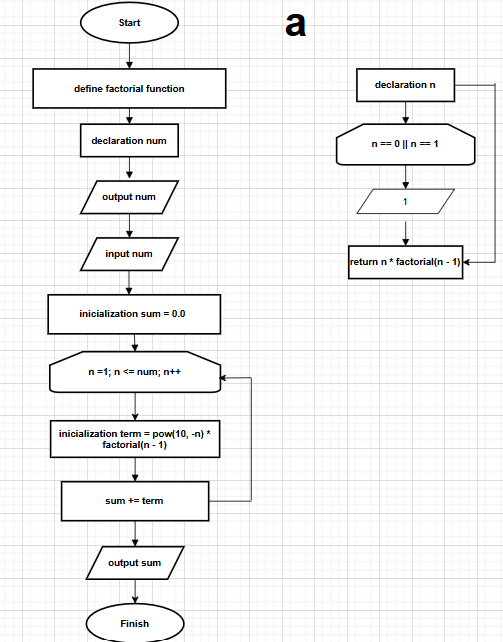 a
Start
define factorial function
declaration num
output num
input num
inicialization sum = 0.0
n =1; n <= num; n++
inicialization term = pow(10, -n) *
factorial(n - 1)
sum += term
output sum
Finish
declaration n
n == 0 || n == 1
1
return n * factorial(n - 1)